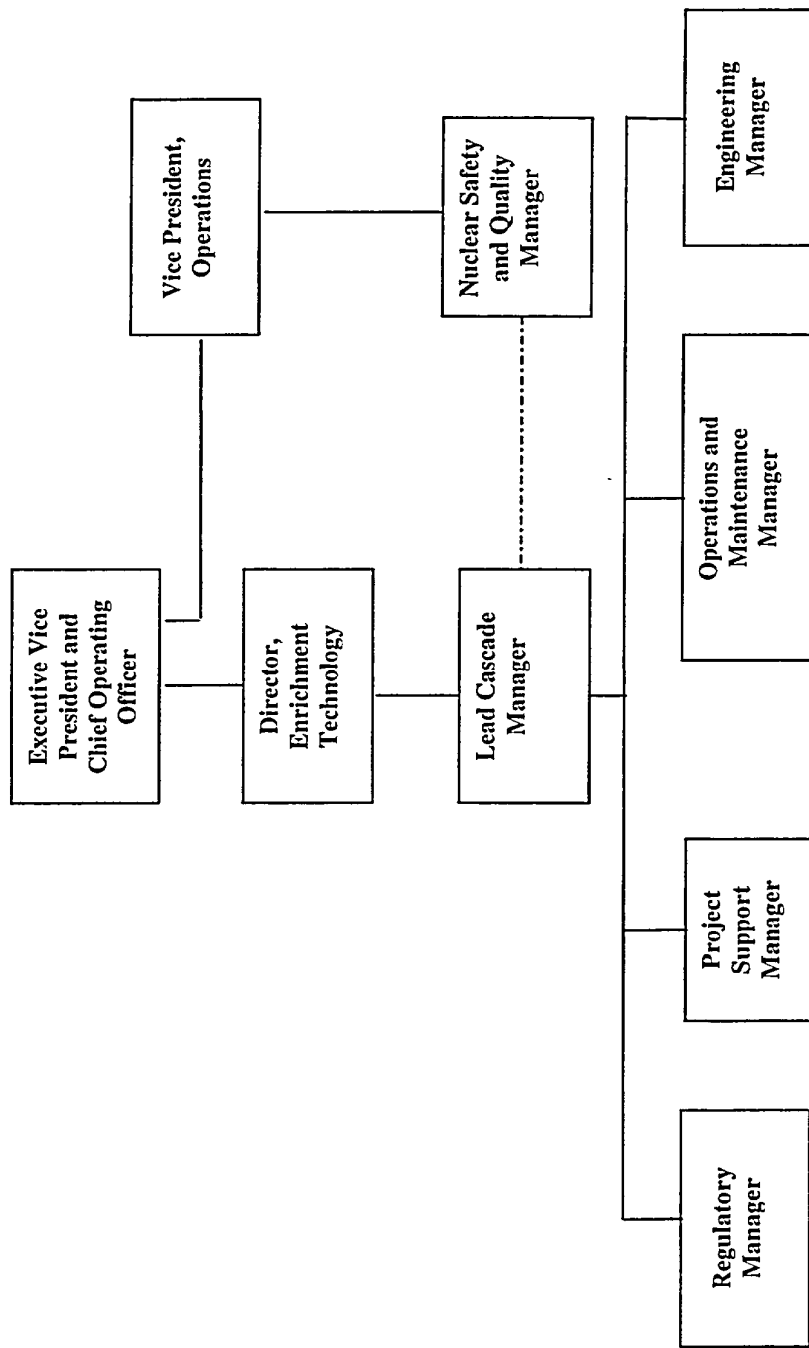 Executive Vice
President and
Chief Operating
Officer
Vice President,
Operations
Director,
Enrichment
Technology
Lead Cascade
Manager
Nuclear Safety
and Quality
Manager
Regulatory
Manager
Project
Support
Manager
Operations and
Maintenance
Manager
Engineering
Manager